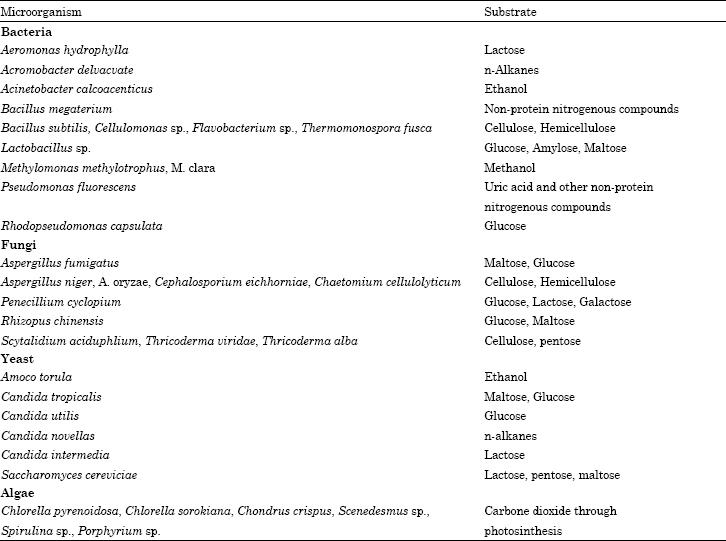 Microorganism Substrate
Bacteria
Aeromonas hydrophylla Lactose
Acromobacter delvacvate n-Alkanes
Acinetobacter calcoacenticus Ethanol
Bacillus megaterium Non-protein nitrogenous compounds
Bacillus subtilis, Cellulomonas sp., Flavobacterium sp., Thermomonospora fusca Cellulose, Hemicellulose
Lactobacillus sp. Glucose, Amylose, Maltose
Methylomonas methylotrophus, M. clara Methanol
Pseudomonas fluorescens Uric acid and other non-protein
nitrogenous compounds
Rhodopseudomonas capsulata Glucose
Fungi
Aspergillus fumigatus Maltose, Glucose
Aspergillus niger, A. oryzae, Cephalosporium eichhorniae, Chaetomium cellulolyticum Cellulose, Hemicellulose
Penecillium cyclopium Glucose, Lactose, Galactose
Rhizopus chinensis Glucose, Maltose
Scytalidium aciduphlium, Thricoderma viridae, Thricoderma alba Cellulose, pentose
Yeast
Amoco torula Ethanol
Candida tropicalis Maltose, Glucose
Candida utilis Glucose
Candida novellas n-alkanes
Candida intermedia Lactose
Saccharomyces cereviciae Lactose, pentose, maltose
Algae
Chlorella pyrenoidosa, Chlorella sorokiana, Chondrus crispus, Scenedesmus sp., Carbone dioxide through
Spirulina sp., Porphyrium sp. photosinthesis